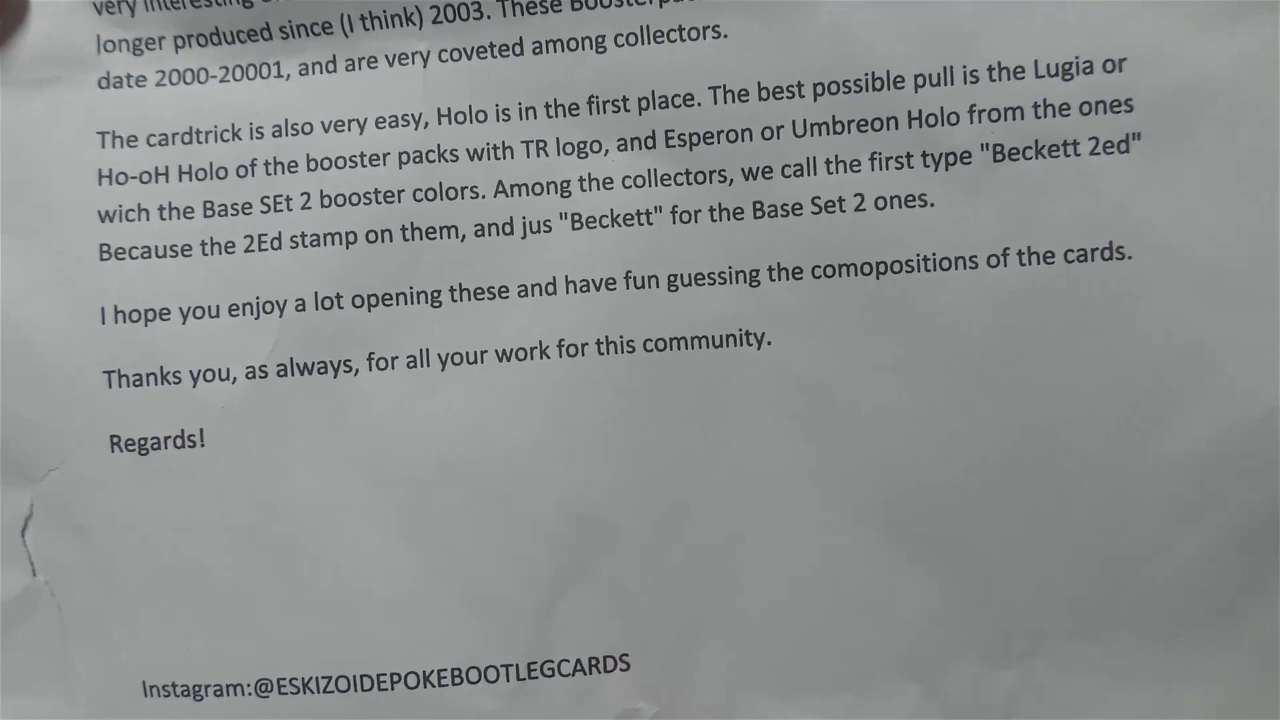 very interesting
longer produced since (I think) 2003. These Boosterpa
date 2000-20001, and are very coveted among collectors.
The cardtrick is also very easy, Holo is in the first place. The best possible pull is the Lugia or
Ho-oH Holo of the booster packs with TR logo, and Esperon or Umbreon Holo from the ones
wich the Base SEt 2 booster colors. Among the collectors, we call the first type "Beckett 2ed"
Because the 2Ed stamp on them, and jus "Beckett" for the Base Set 2 ones.
I hope you enjoy a lot opening these and have fun guessing the comopositions of the cards.
Thanks you, as always, for all your work for this community.
Regards!
Instagram:@ESKIZOIDEPOKEBOOTLEGCARDS